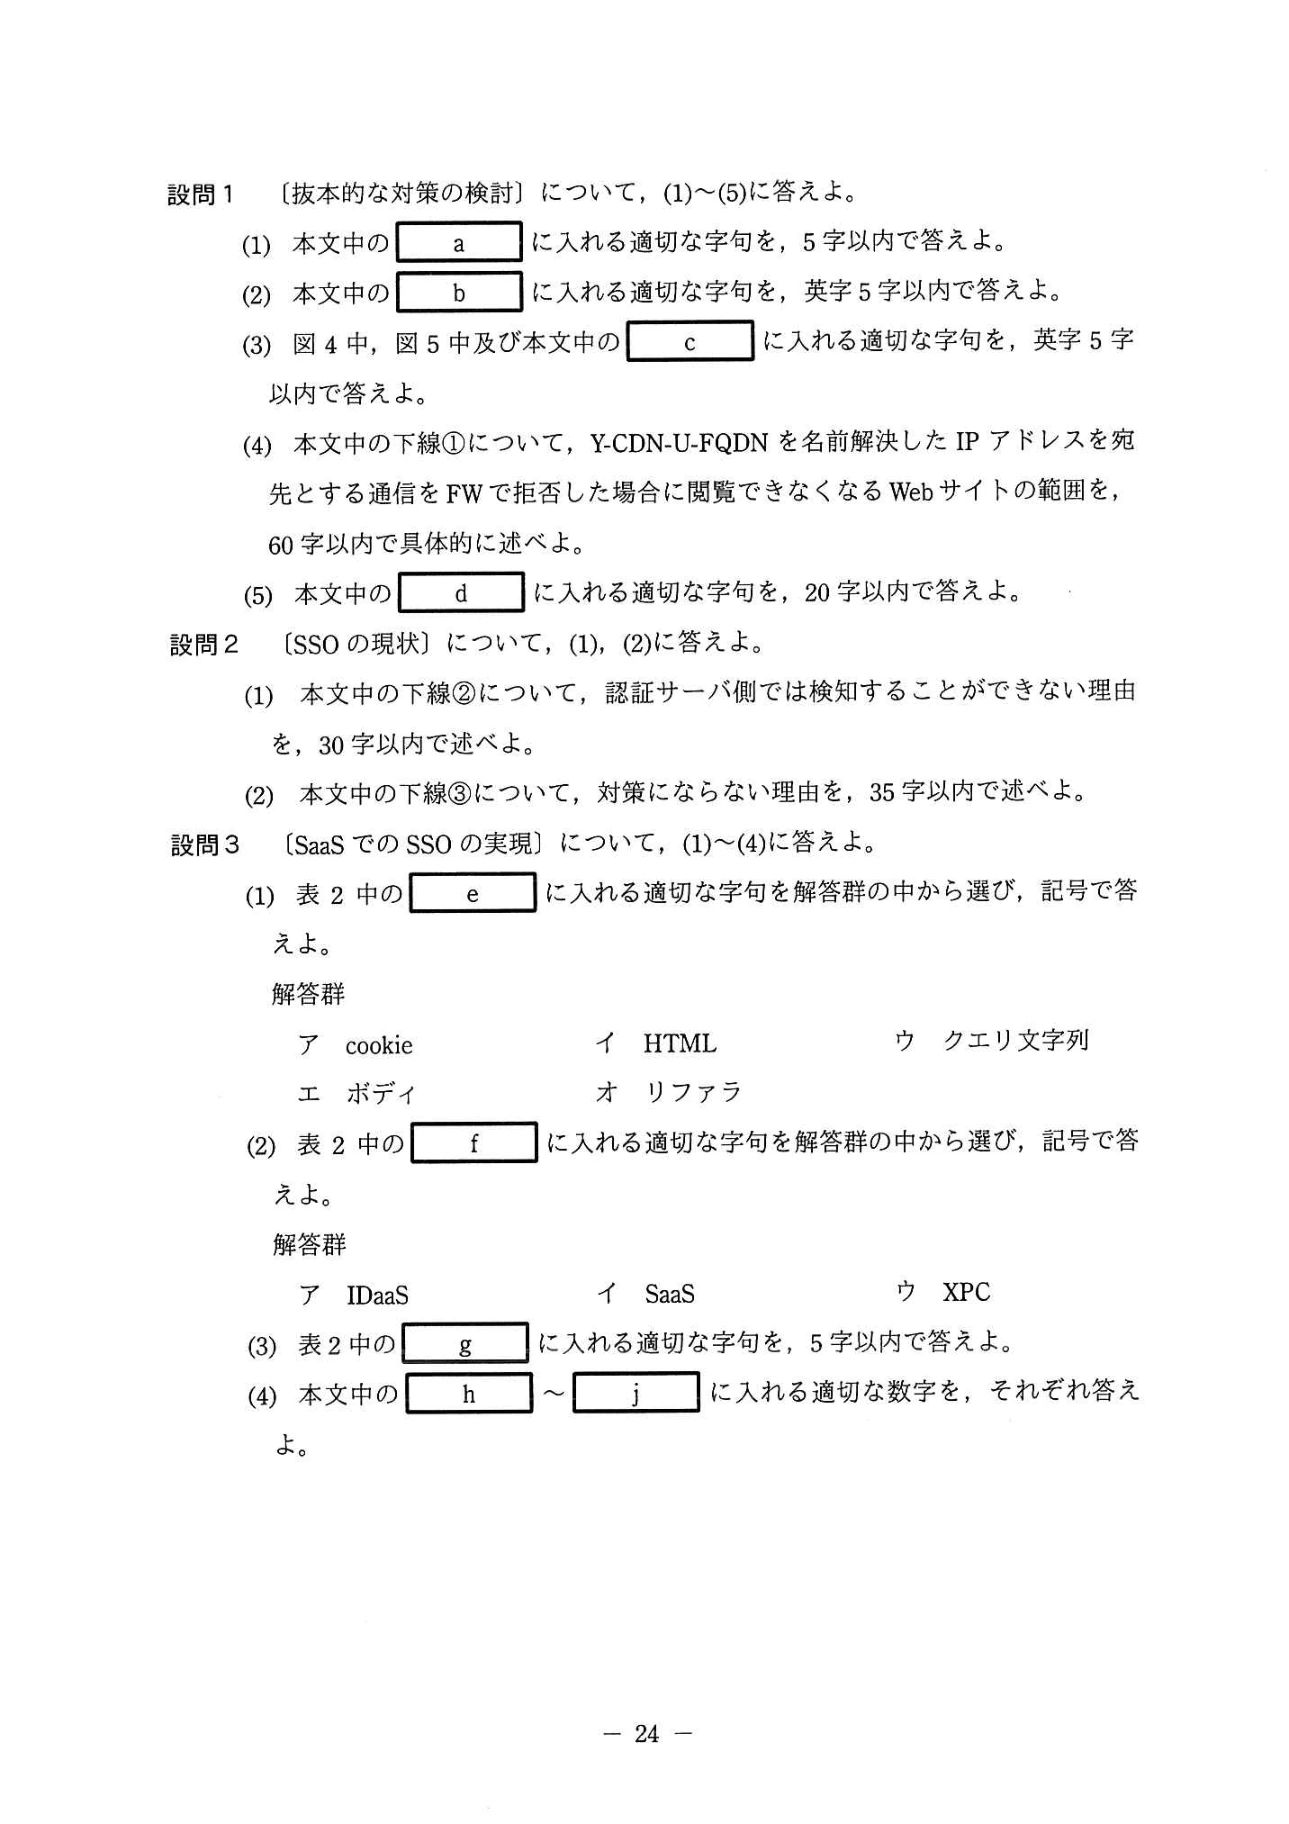 設問1 〔抜本的な対策の検討〕について，(1)～(5)に答えよ。
(1) 本文中の a に入れる適切な字句を，5字以内で答えよ。
(2) 本文中の b に入れる適切な字句を，英字5字以内で答えよ。
(3) 図4中，図5中及び本文中の c に入れる適切な字句を，英字5字
以内で答えよ。
(4) 本文中の下線①について，Y-CDN-U-FQDN を名前解決した IP アドレスを宛
先とする通信を FW で拒否した場合に閲覧できなくなる Web サイトの範囲を，
60字以内で具体的に述べよ。
(5) 本文中の d に入れる適切な字句を，20字以内で答えよ。
設問2 〔SSO の現状〕について，(1)，(2)に答えよ。
(1) 本文中の下線②について，認証サーバ側では検知することができない理由
を，30字以内で述べよ。
(2) 本文中の下線③について，対策にならない理由を，35字以内で述べよ。
設問3 〔SaaS での SSO の実現〕について，(1)～(4)に答えよ。
(1) 表2中の e に入れる適切な字句を解答群の中から選び，記号で答
えよ。
解答群
ア cookie イ HTML ウ クエリ文字列
エ ボディ オ リファラ
(2) 表2中の f に入れる適切な字句を解答群の中から選び，記号で答
えよ。
解答群
ア IDaaS イ SaaS ウ XPC
(3) 表2中の g に入れる適切な字句を，5字以内で答えよ。
(4) 本文中の h ～ j に入れる適切な数字を，それぞれ答え
よ。
－ 24 －